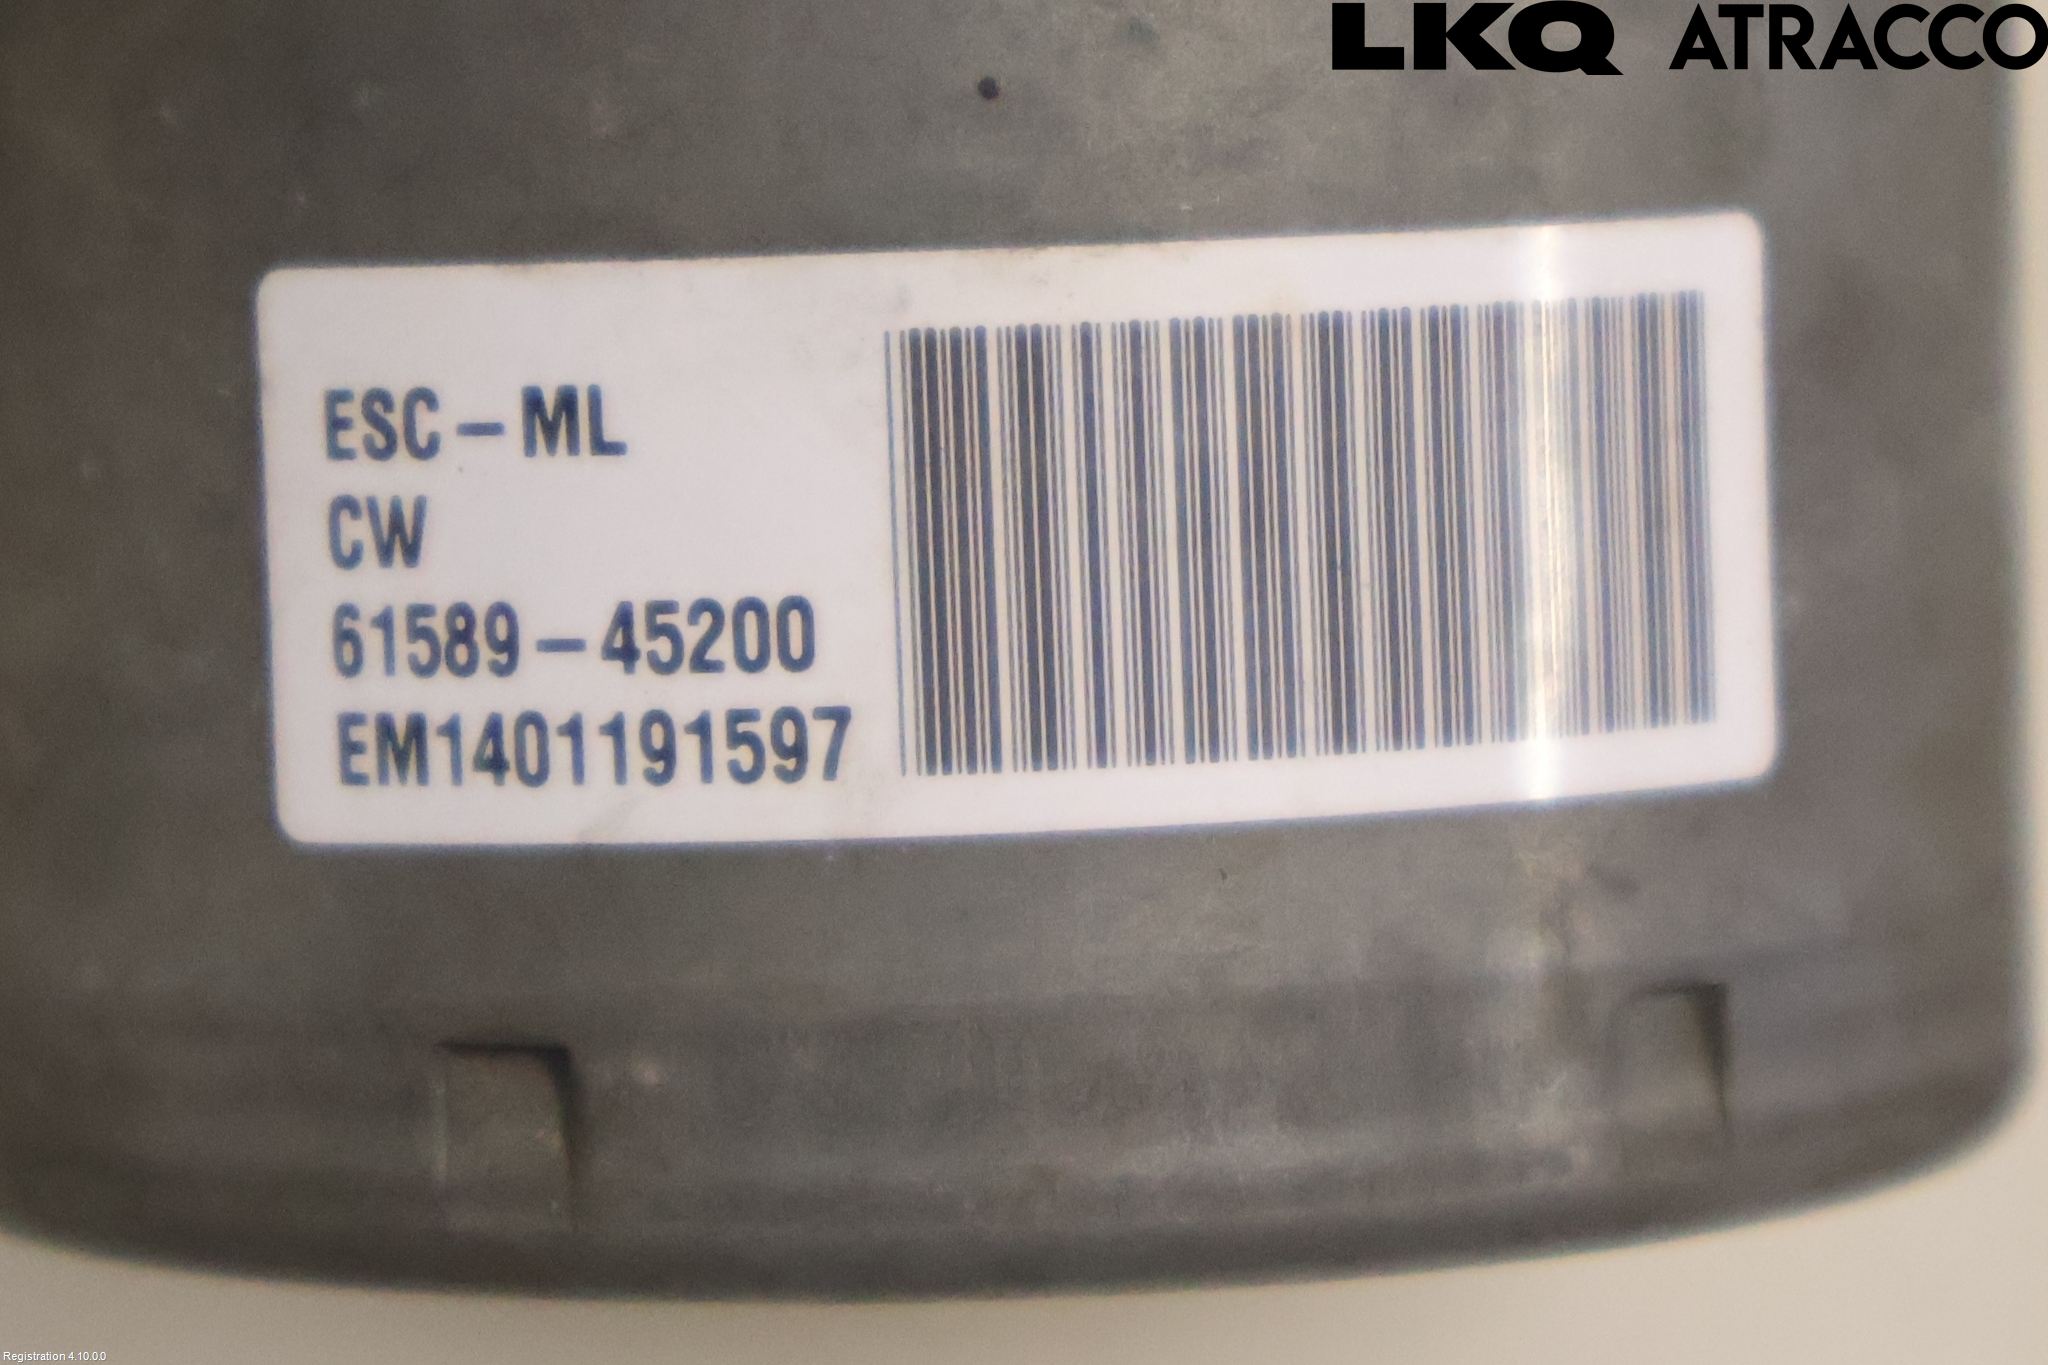 LKQ ATRACCO
ESC-ML
CW
61589-45200
EM1401191597
Registration 4.10.0.0